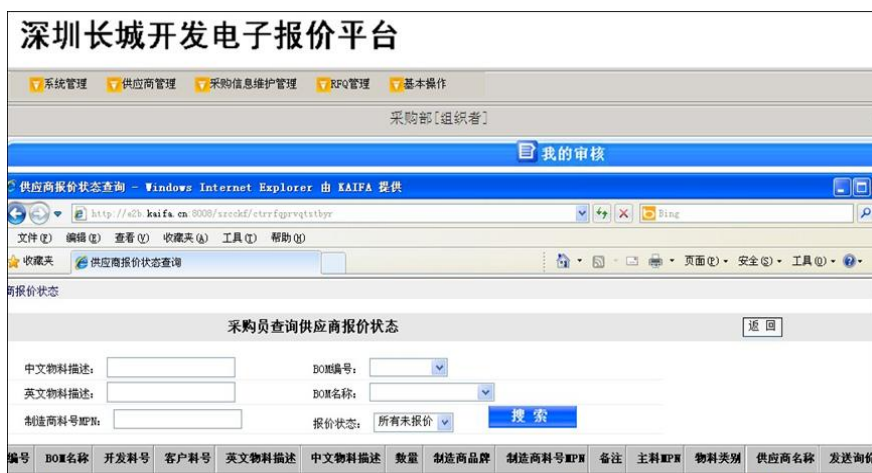 深圳长城开发电子报价平台
系统管理 供应商管理 采购信息维护管理 RFQ管理 基本操作
采购部[组织者]
我的审核
供应商报价状态查询 - Windows Internet Explorer 由 KAIFA 提供
http://e2b.kaifa.cn:8008/szcckf/ctrrfqprvqtstbyr Bing
文件(F) 编辑(E) 查看(V) 收藏夹(A) 工具(T) 帮助(H)
收藏夹 供应商报价状态查询 页面(P) 安全(S) 工具(O)
商报价状态
采购员查询供应商报价状态 返回
中文物料描述: BOM编号:
英文物料描述: BOM名称:
制造商料号MPN: 报价状态: 所有未报价 搜索
编号 BOM名称 开发料号 客户料号 英文物料描述 中文物料描述 数量 制造商品牌 制造商料号MPN 备注 主料MPN 物料类别 供应商名称 发送询价